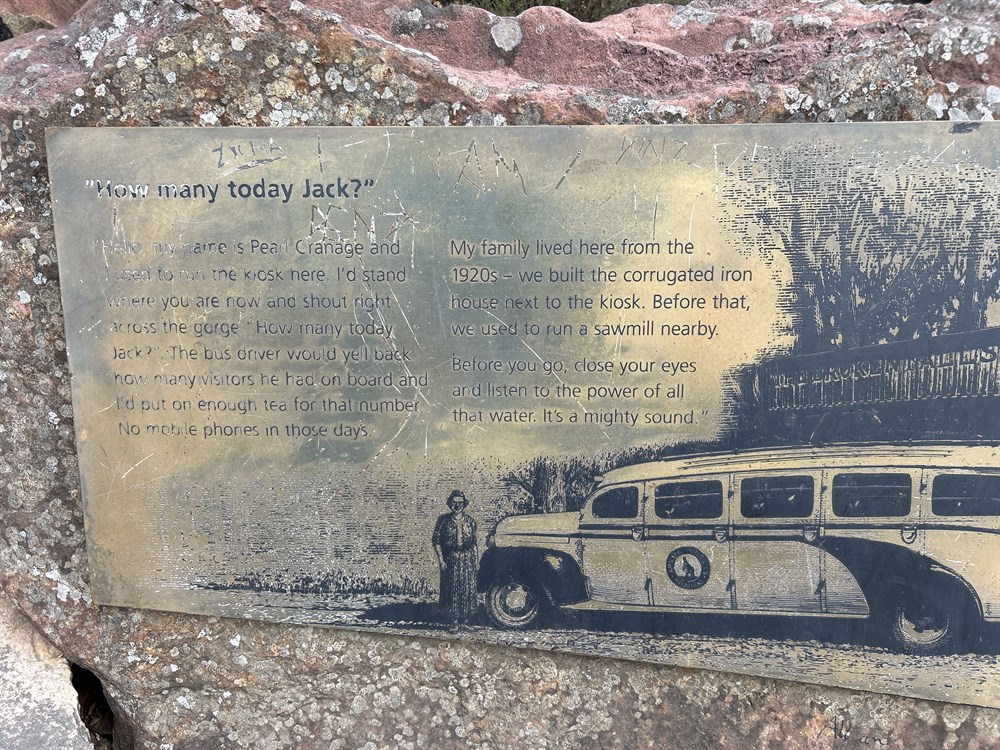 "How many today Jack?"
"Hello, my name is Pearl Cranage and
I used to run the kiosk here. I'd stand
where you are now and shout right
across the gorge "How many today
Jack?". The bus driver would yell back
how many visitors he had on board and
I'd put on enough tea for that number.
No mobile phones in those days.
My family lived here from the
1920s – we built the corrugated iron
house next to the kiosk. Before that,
we used to run a sawmill nearby.
Before you go, close your eyes
and listen to the power of all
that water. It's a mighty sound."